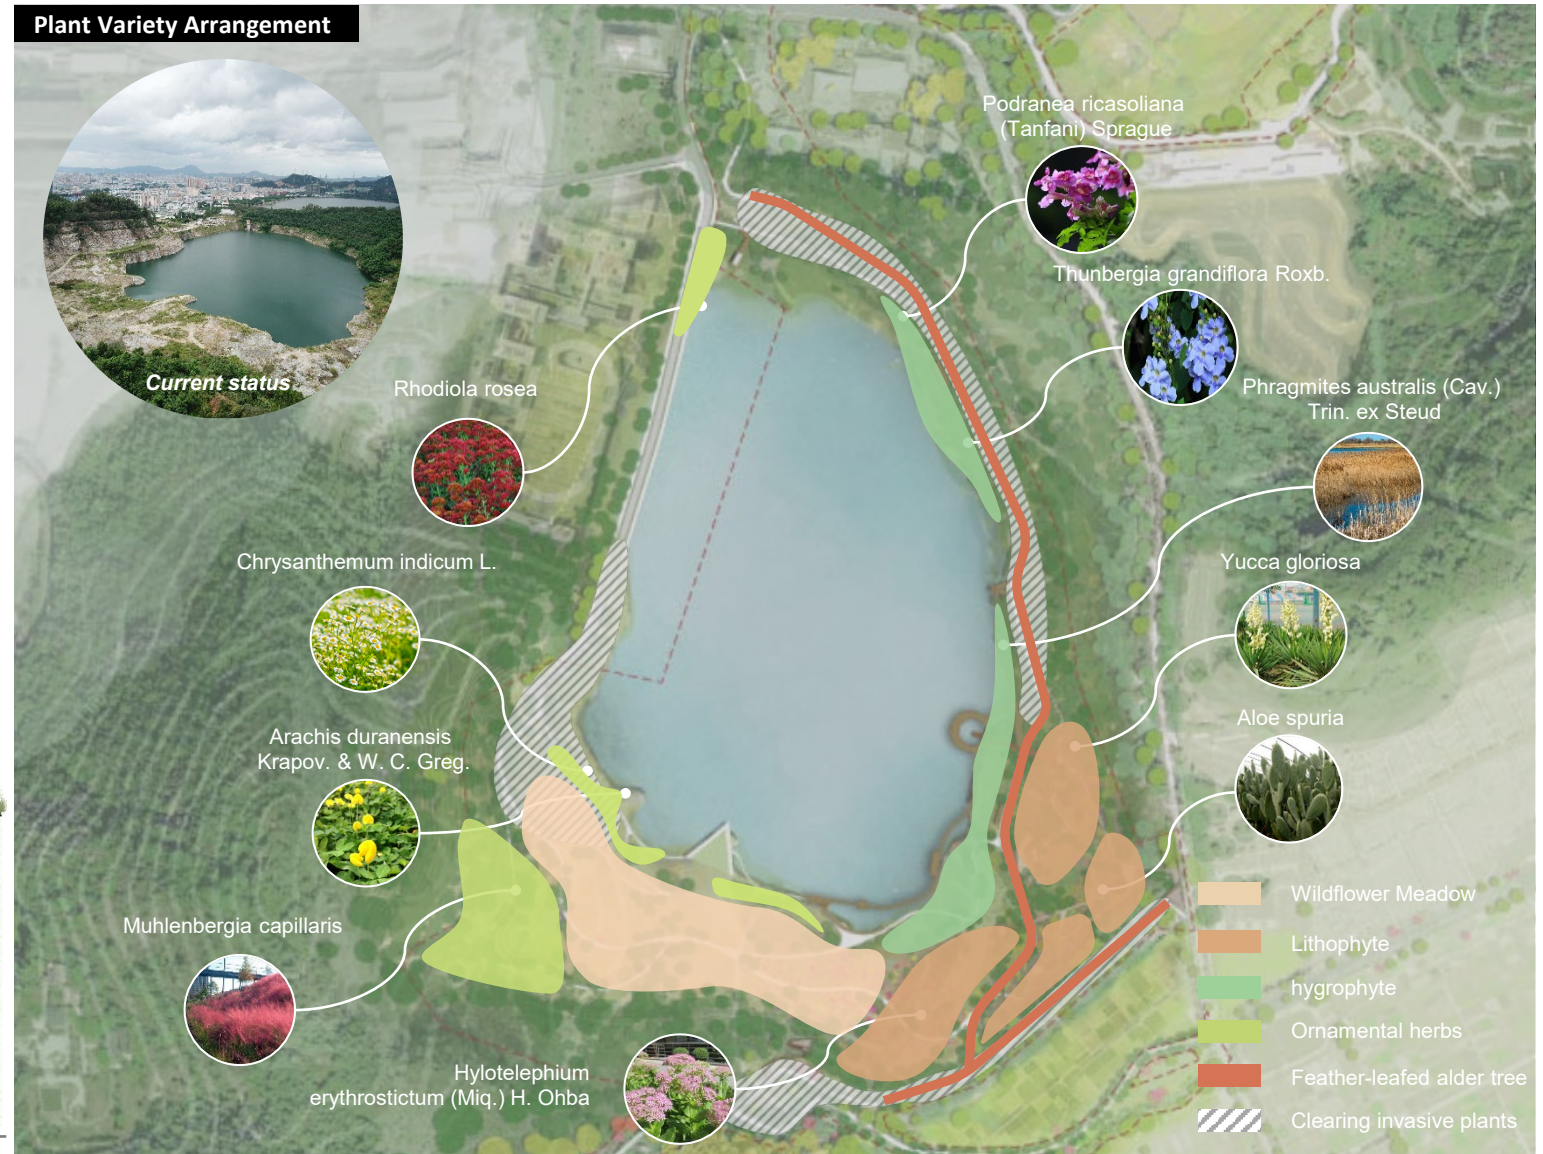 Plant Variety Arrangement
Current status
Podranea ricasoliana
(Tanfani) Sprague
Thunbergia grandiflora Roxb.
Rhodiola rosea
Phragmites australis (Cav.)
Trin. ex Steud
Chrysanthemum indicum L.
Yucca gloriosa
Arachis duranensis
Krapov. & W. C. Greg.
Aloe spuria
Muhlenbergia capillaris
Hylotelephium
erythrostictum (Miq.) H. Ohba
Wildflower Meadow
Lithophyte
hygrophyte
Ornamental herbs
Feather-leafed alder tree
Clearing invasive plants